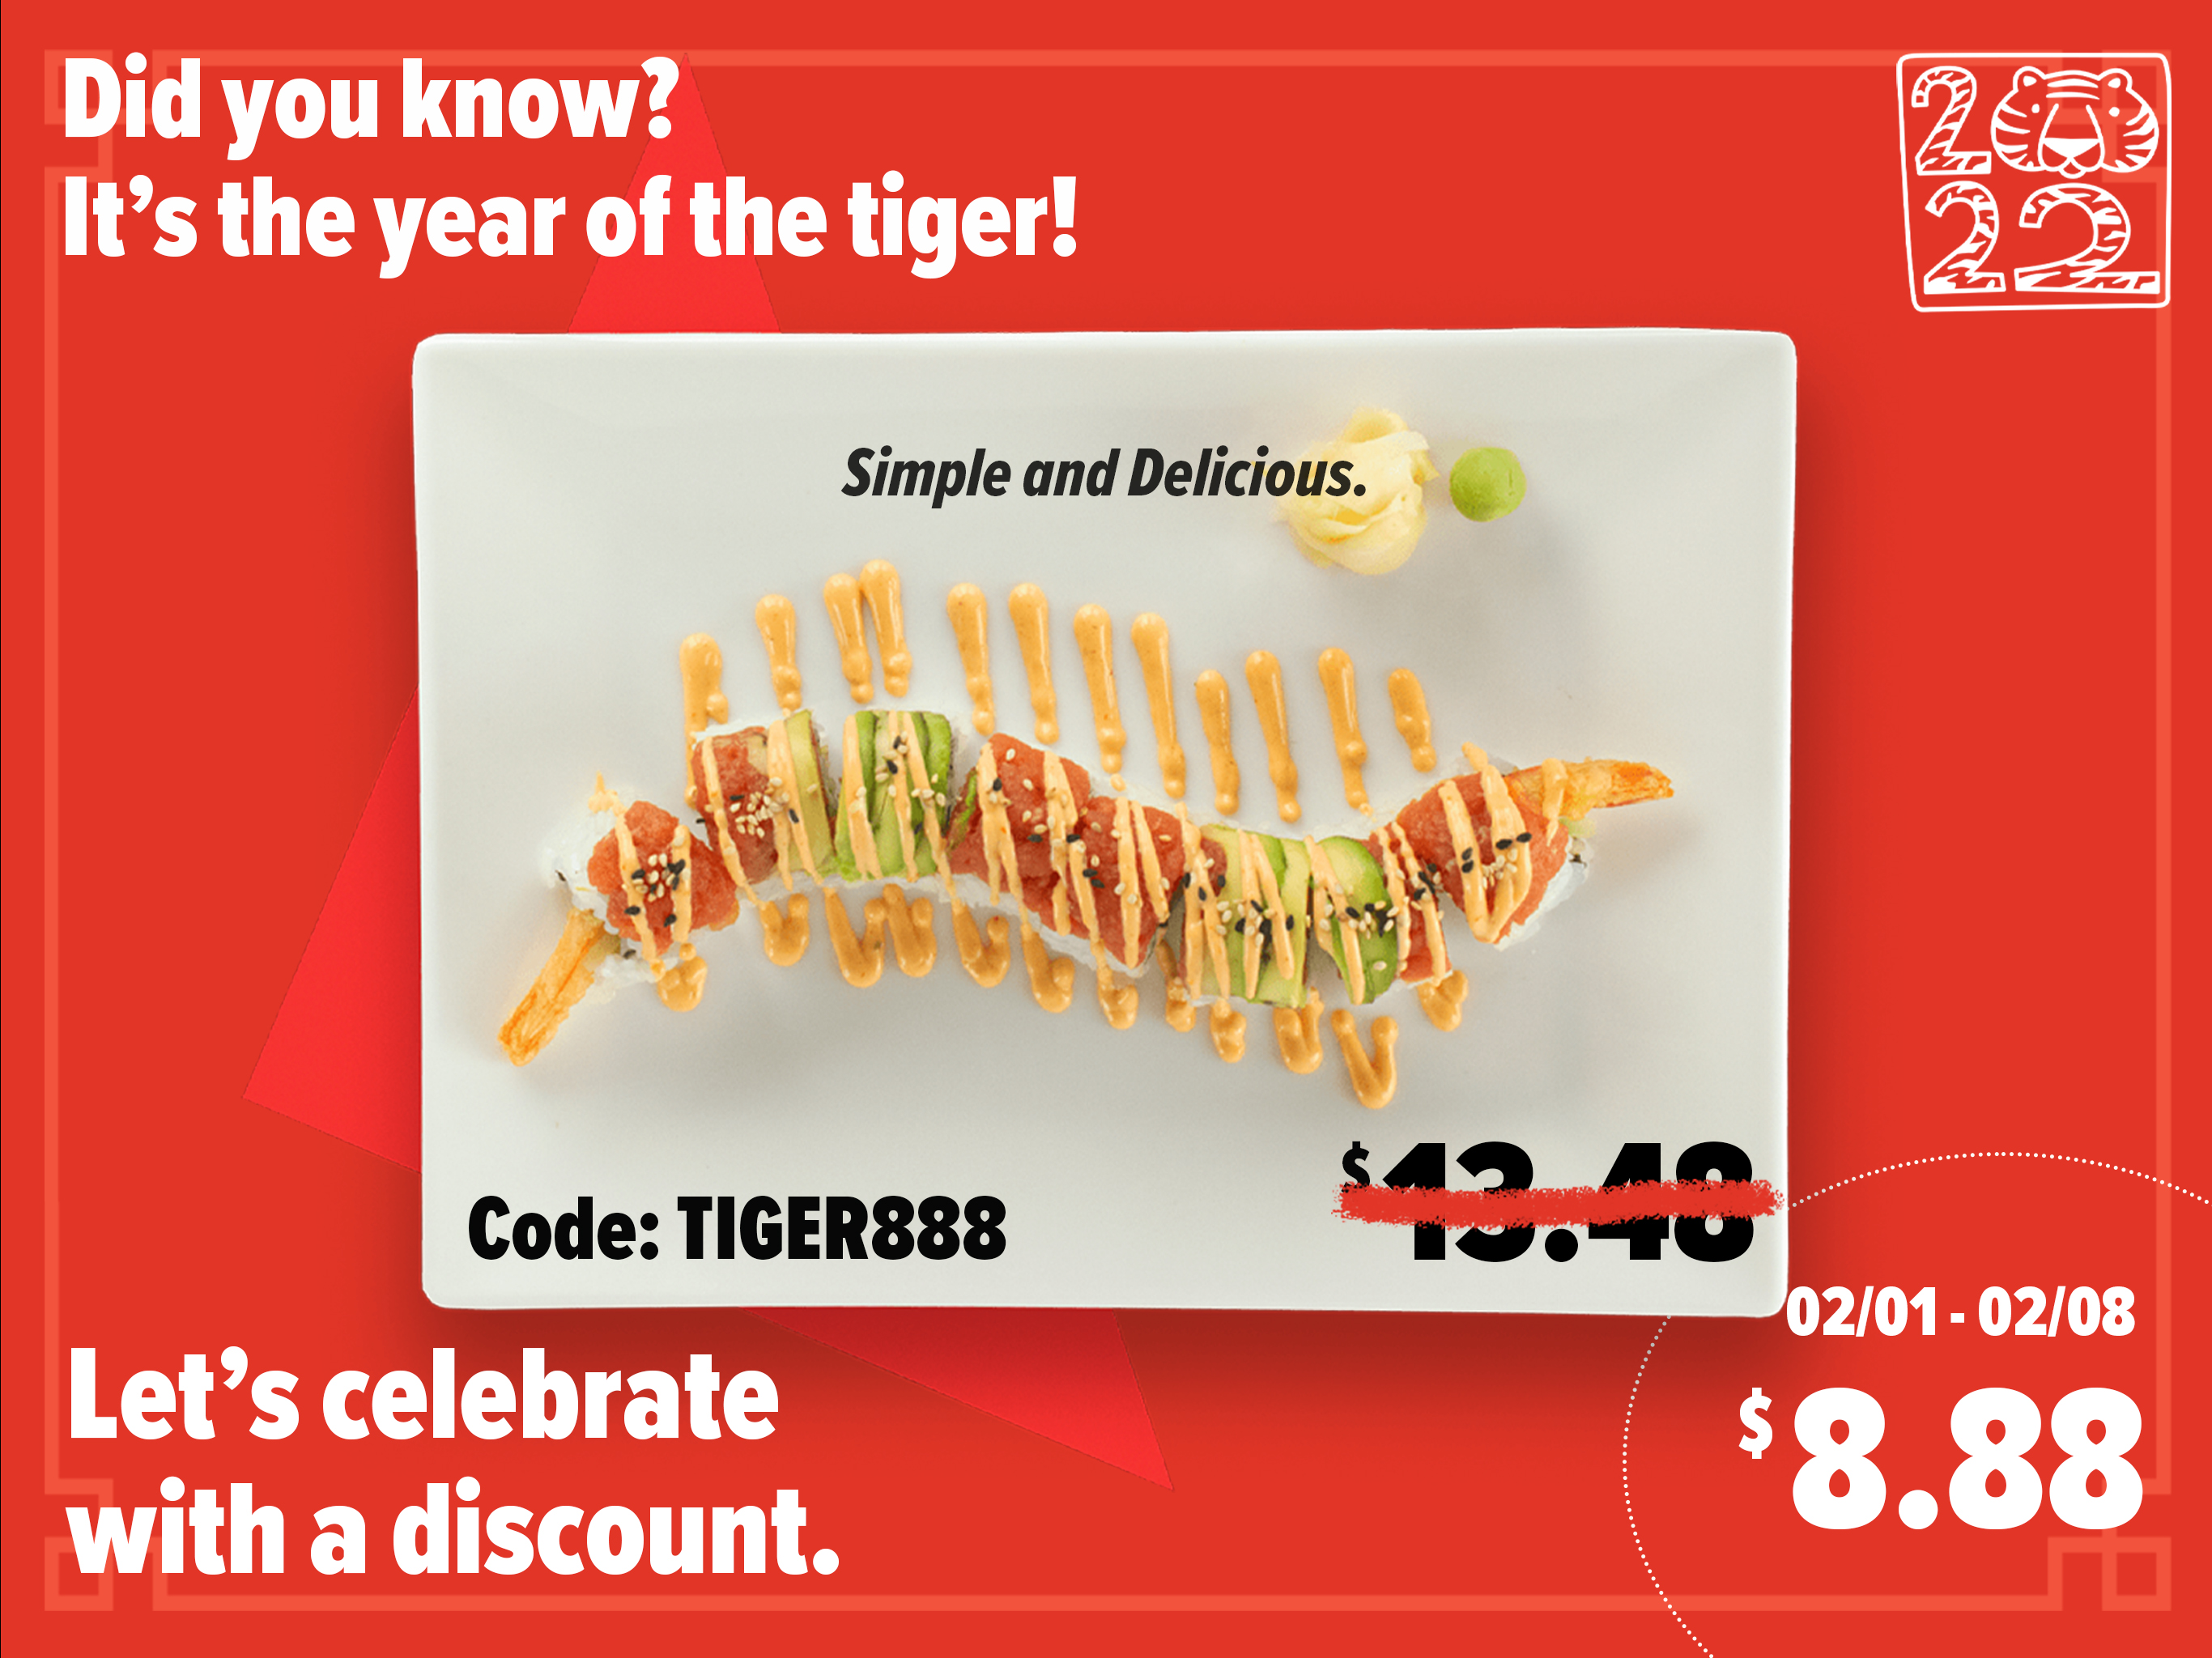 Did you know?
It's the year of the tiger!
2022
Simple and Delicious.
Code: TIGER888
$13.48
02/01 - 02/08
$8.88
Let's celebrate
with a discount.